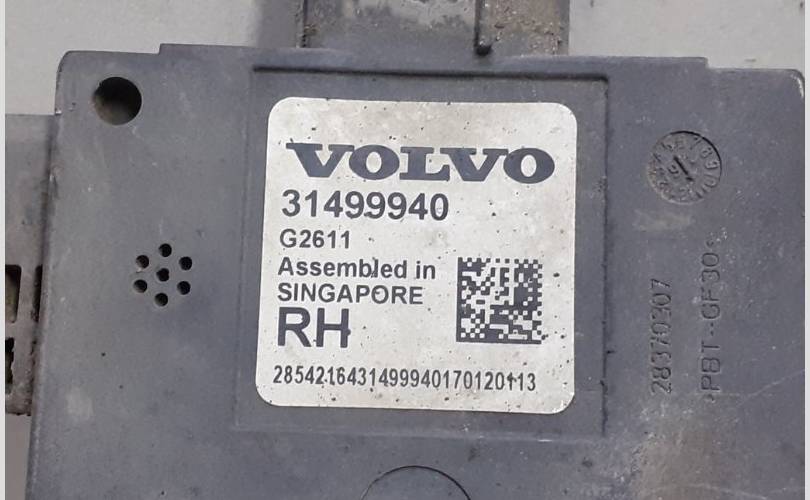 VOLVO
31499940
G2611
Assembled in
SINGAPORE
RH
2854216431499940170120113
28370307
>PBT-GF30<